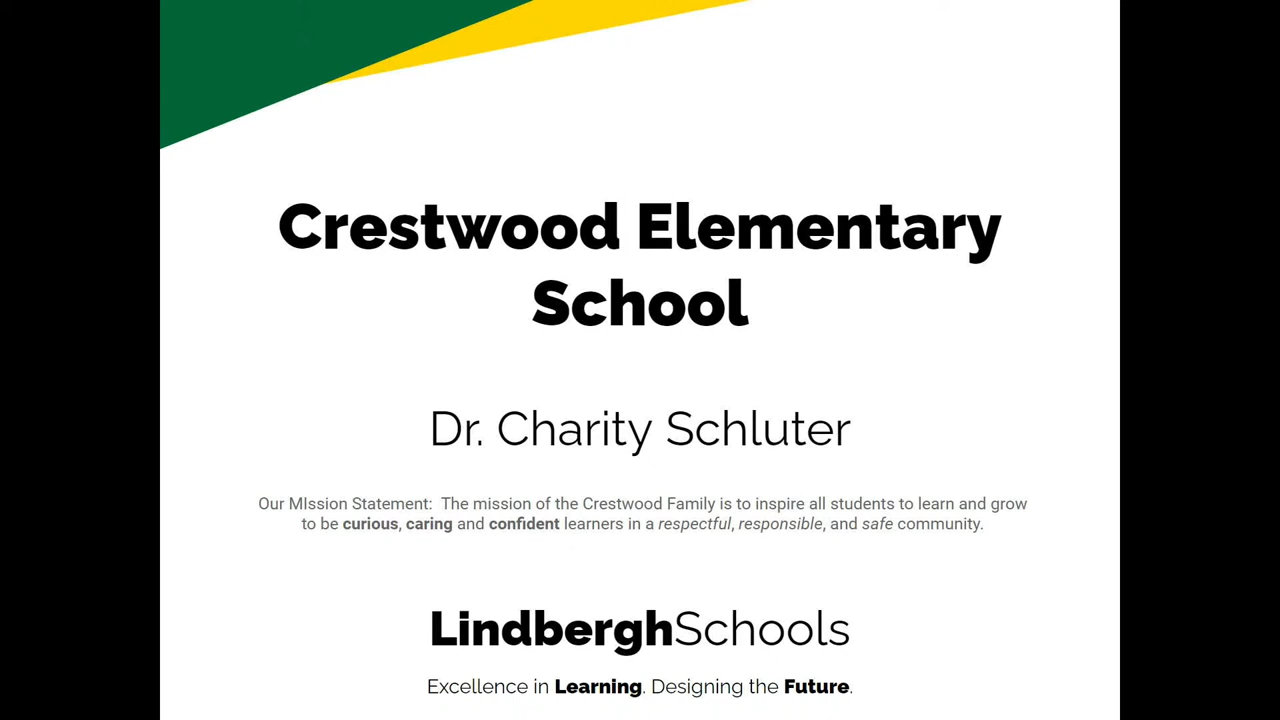 Crestwood Elementary
School
Dr. Charity Schluter
Our MIssion Statement:  The mission of the Crestwood Family is to inspire all students to learn and grow
to be curious, caring and confident learners in a respectful, responsible, and safe community.
LindberghSchools
Excellence in Learning. Designing the Future.